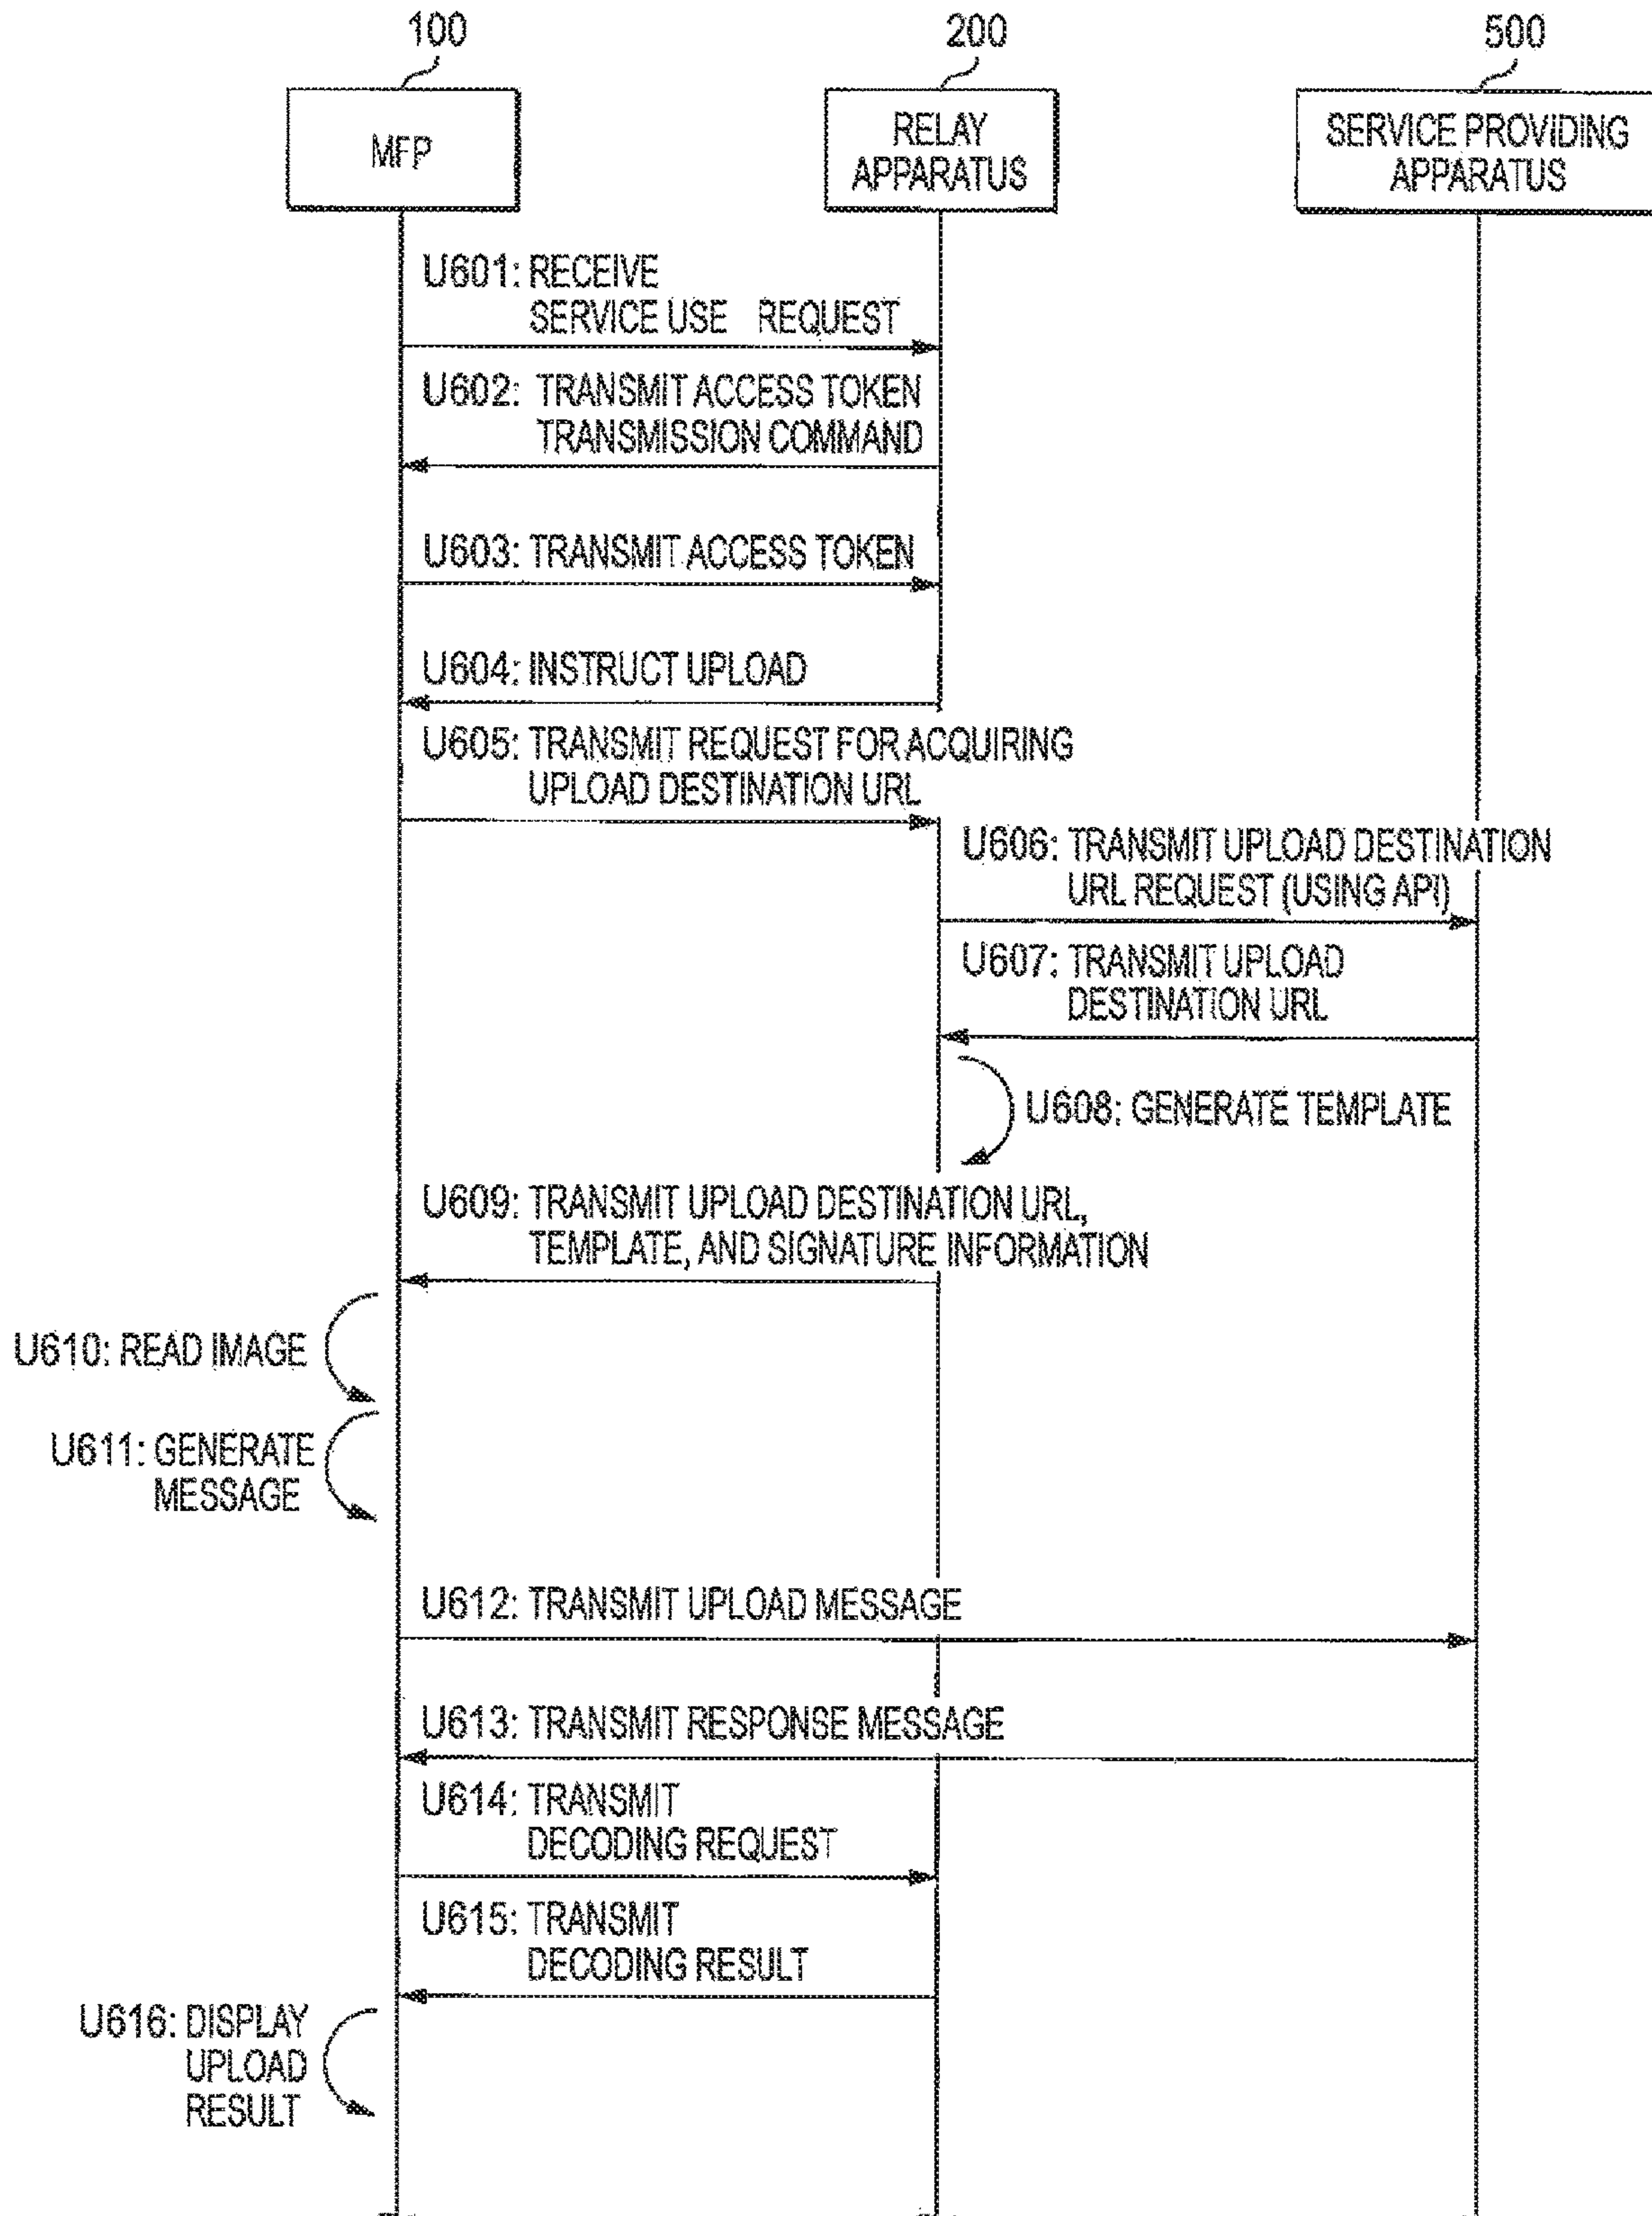 100
200
500
MFP
RELAY
APPARATUS
SERVICE PROVIDING
APPARATUS
U601: RECEIVE
SERVICE USE REQUEST
U602: TRANSMIT ACCESS TOKEN
TRANSMISSION COMMAND
U603: TRANSMIT ACCESS TOKEN
U604: INSTRUCT UPLOAD
U605: TRANSMIT REQUEST FOR ACQUIRING
UPLOAD DESTINATION URL
U606: TRANSMIT UPLOAD DESTINATION
URL REQUEST (USING API)
U607: TRANSMIT UPLOAD
DESTINATION URL
U608: GENERATE TEMPLATE
U609: TRANSMIT UPLOAD DESTINATION URL,
TEMPLATE, AND SIGNATURE INFORMATION
U610: READ IMAGE
U611: GENERATE
MESSAGE
U612: TRANSMIT UPLOAD MESSAGE
U613: TRANSMIT RESPONSE MESSAGE
U614: TRANSMIT
DECODING REQUEST
U615: TRANSMIT
DECODING RESULT
U616: DISPLAY
UPLOAD
RESULT